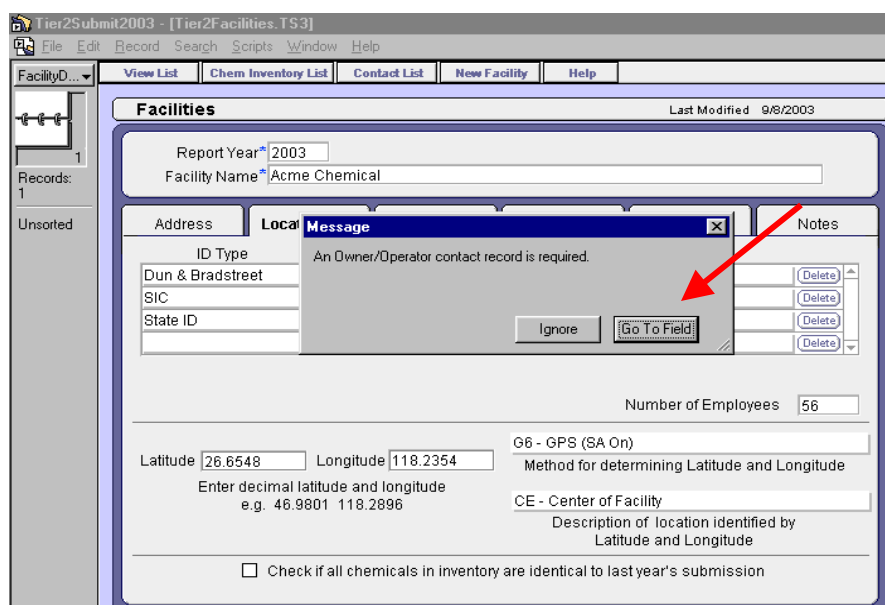 Tier2Submit2003 - [Tier2Facilities.TS3]
File Edit Record Search Scripts Window Help
FacilityD... View List Chem Inventory List Contact List New Facility Help
Facilities Last Modified 9/8/2003
1
Records:
1
Unsorted
Report Year* 2003
Facility Name* Acme Chemical
Address Locat Notes
Message
An Owner/Operator contact record is required.
Ignore Go To Field
ID Type
Dun & Bradstreet Delete
SIC Delete
State ID Delete
Delete
Number of Employees 56
Latitude 26.6548 Longitude 118.2354
Enter decimal latitude and longitude
e.g. 46.9801 118.2896
G6 - GPS (SA On)
Method for determining Latitude and Longitude
CE - Center of Facility
Description of location identified by
Latitude and Longitude
Check if all chemicals in inventory are identical to last year's submission